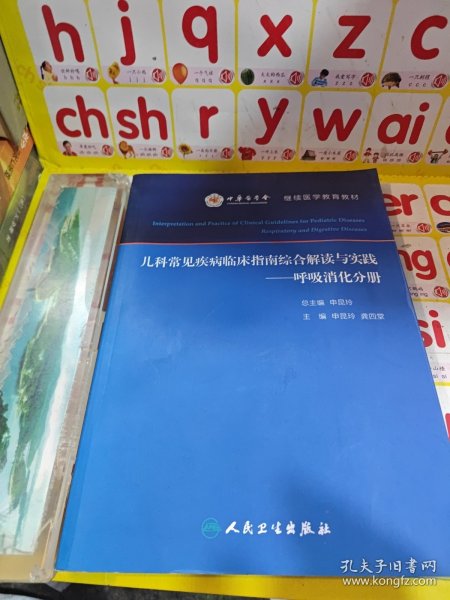 h j q x z c
ch sh r y w ai
er
ng
si
中华医学会 继续医学教育教材
Interpretation and Practice of Clinical Guidelines for Pediatric Diseases
Respiratory and Digestive Diseases
儿科常见疾病临床指南综合解读与实践
——呼吸消化分册
总主编 申昆玲
主 编 申昆玲 龚四堂
人民卫生出版社
孔夫子旧书网
www.kongfz.com